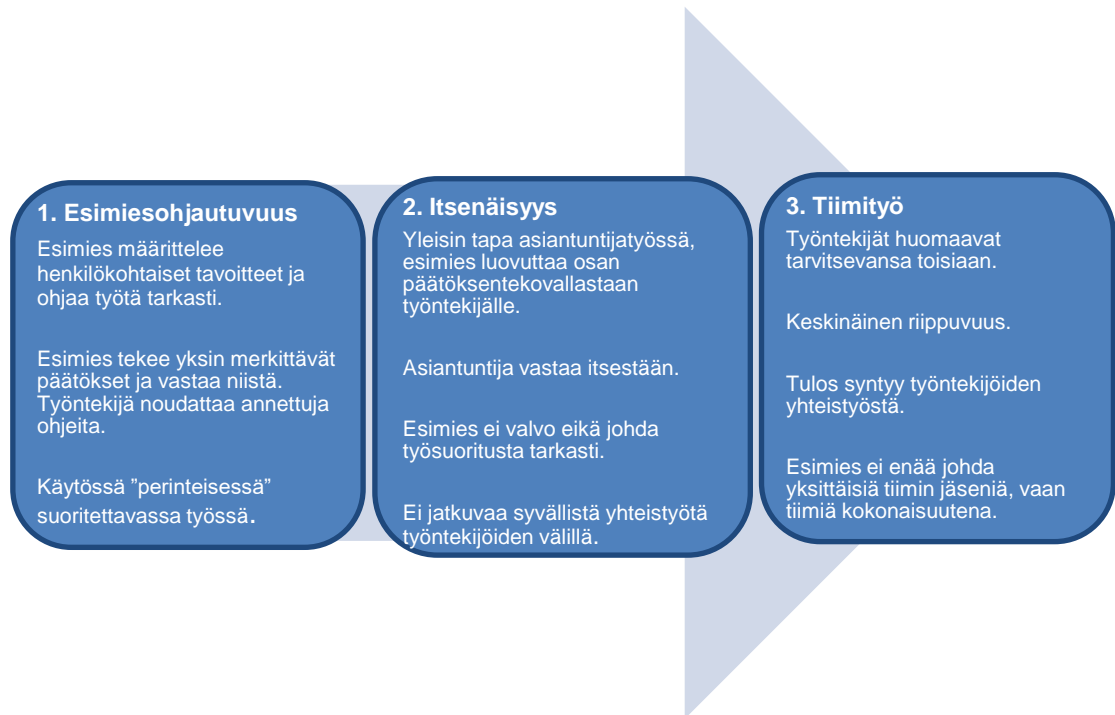 1. Esimiesohjautuvuus
Esimies määrittelee
henkilökohtaiset tavoitteet ja
ohjaa työtä tarkasti.
Esimies tekee yksin merkittävät
päätökset ja vastaa niistä.
Työntekijä noudattaa annettuja
ohjeita.
Käytössä ”perinteisessä”
suoritettavassa työssä.
2. Itsenäisyys
Yleisin tapa asiantuntijatyössä,
esimies luovuttaa osan
päätöksentekovallastaan
työntekijälle.
Asiantuntija vastaa itsestään.
Esimies ei valvo eikä johda
työsuoritusta tarkasti.
Ei jatkuvaa syvällistä yhteistyötä
työntekijöiden välillä.
3. Tiimityö
Työntekijät huomaavat
tarvitsevansa toisiaan.
Keskinäinen riippuvuus.
Tulos syntyy työntekijöiden
yhteistyöstä.
Esimies ei enää johda
yksittäisiä tiimin jäseniä, vaan
tiimiä kokonaisuutena.